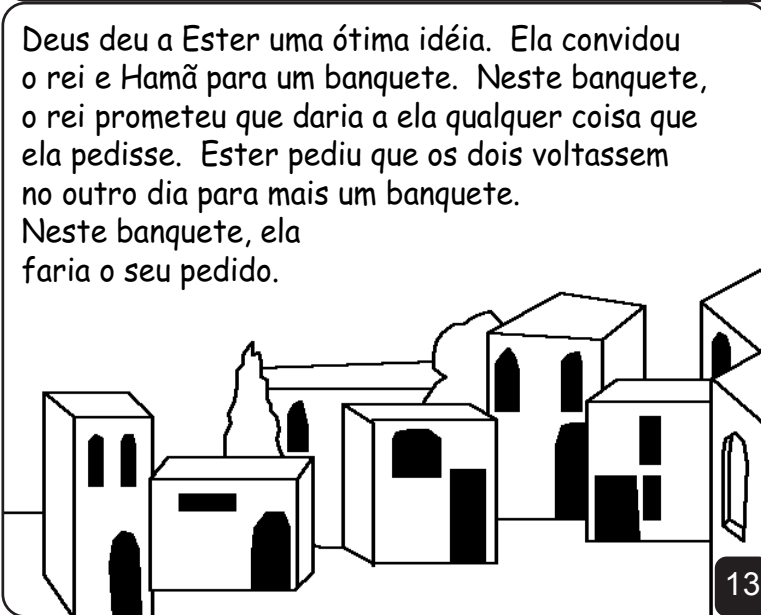 Deus deu a Ester uma ótima idéia. Ela convidou
o rei e Hamã para um banquete. Neste banquete,
o rei prometeu que daria a ela qualquer coisa que
ela pedisse. Ester pediu que os dois voltassem
no outro dia para mais um banquete.
Neste banquete, ela
faria o seu pedido.
13